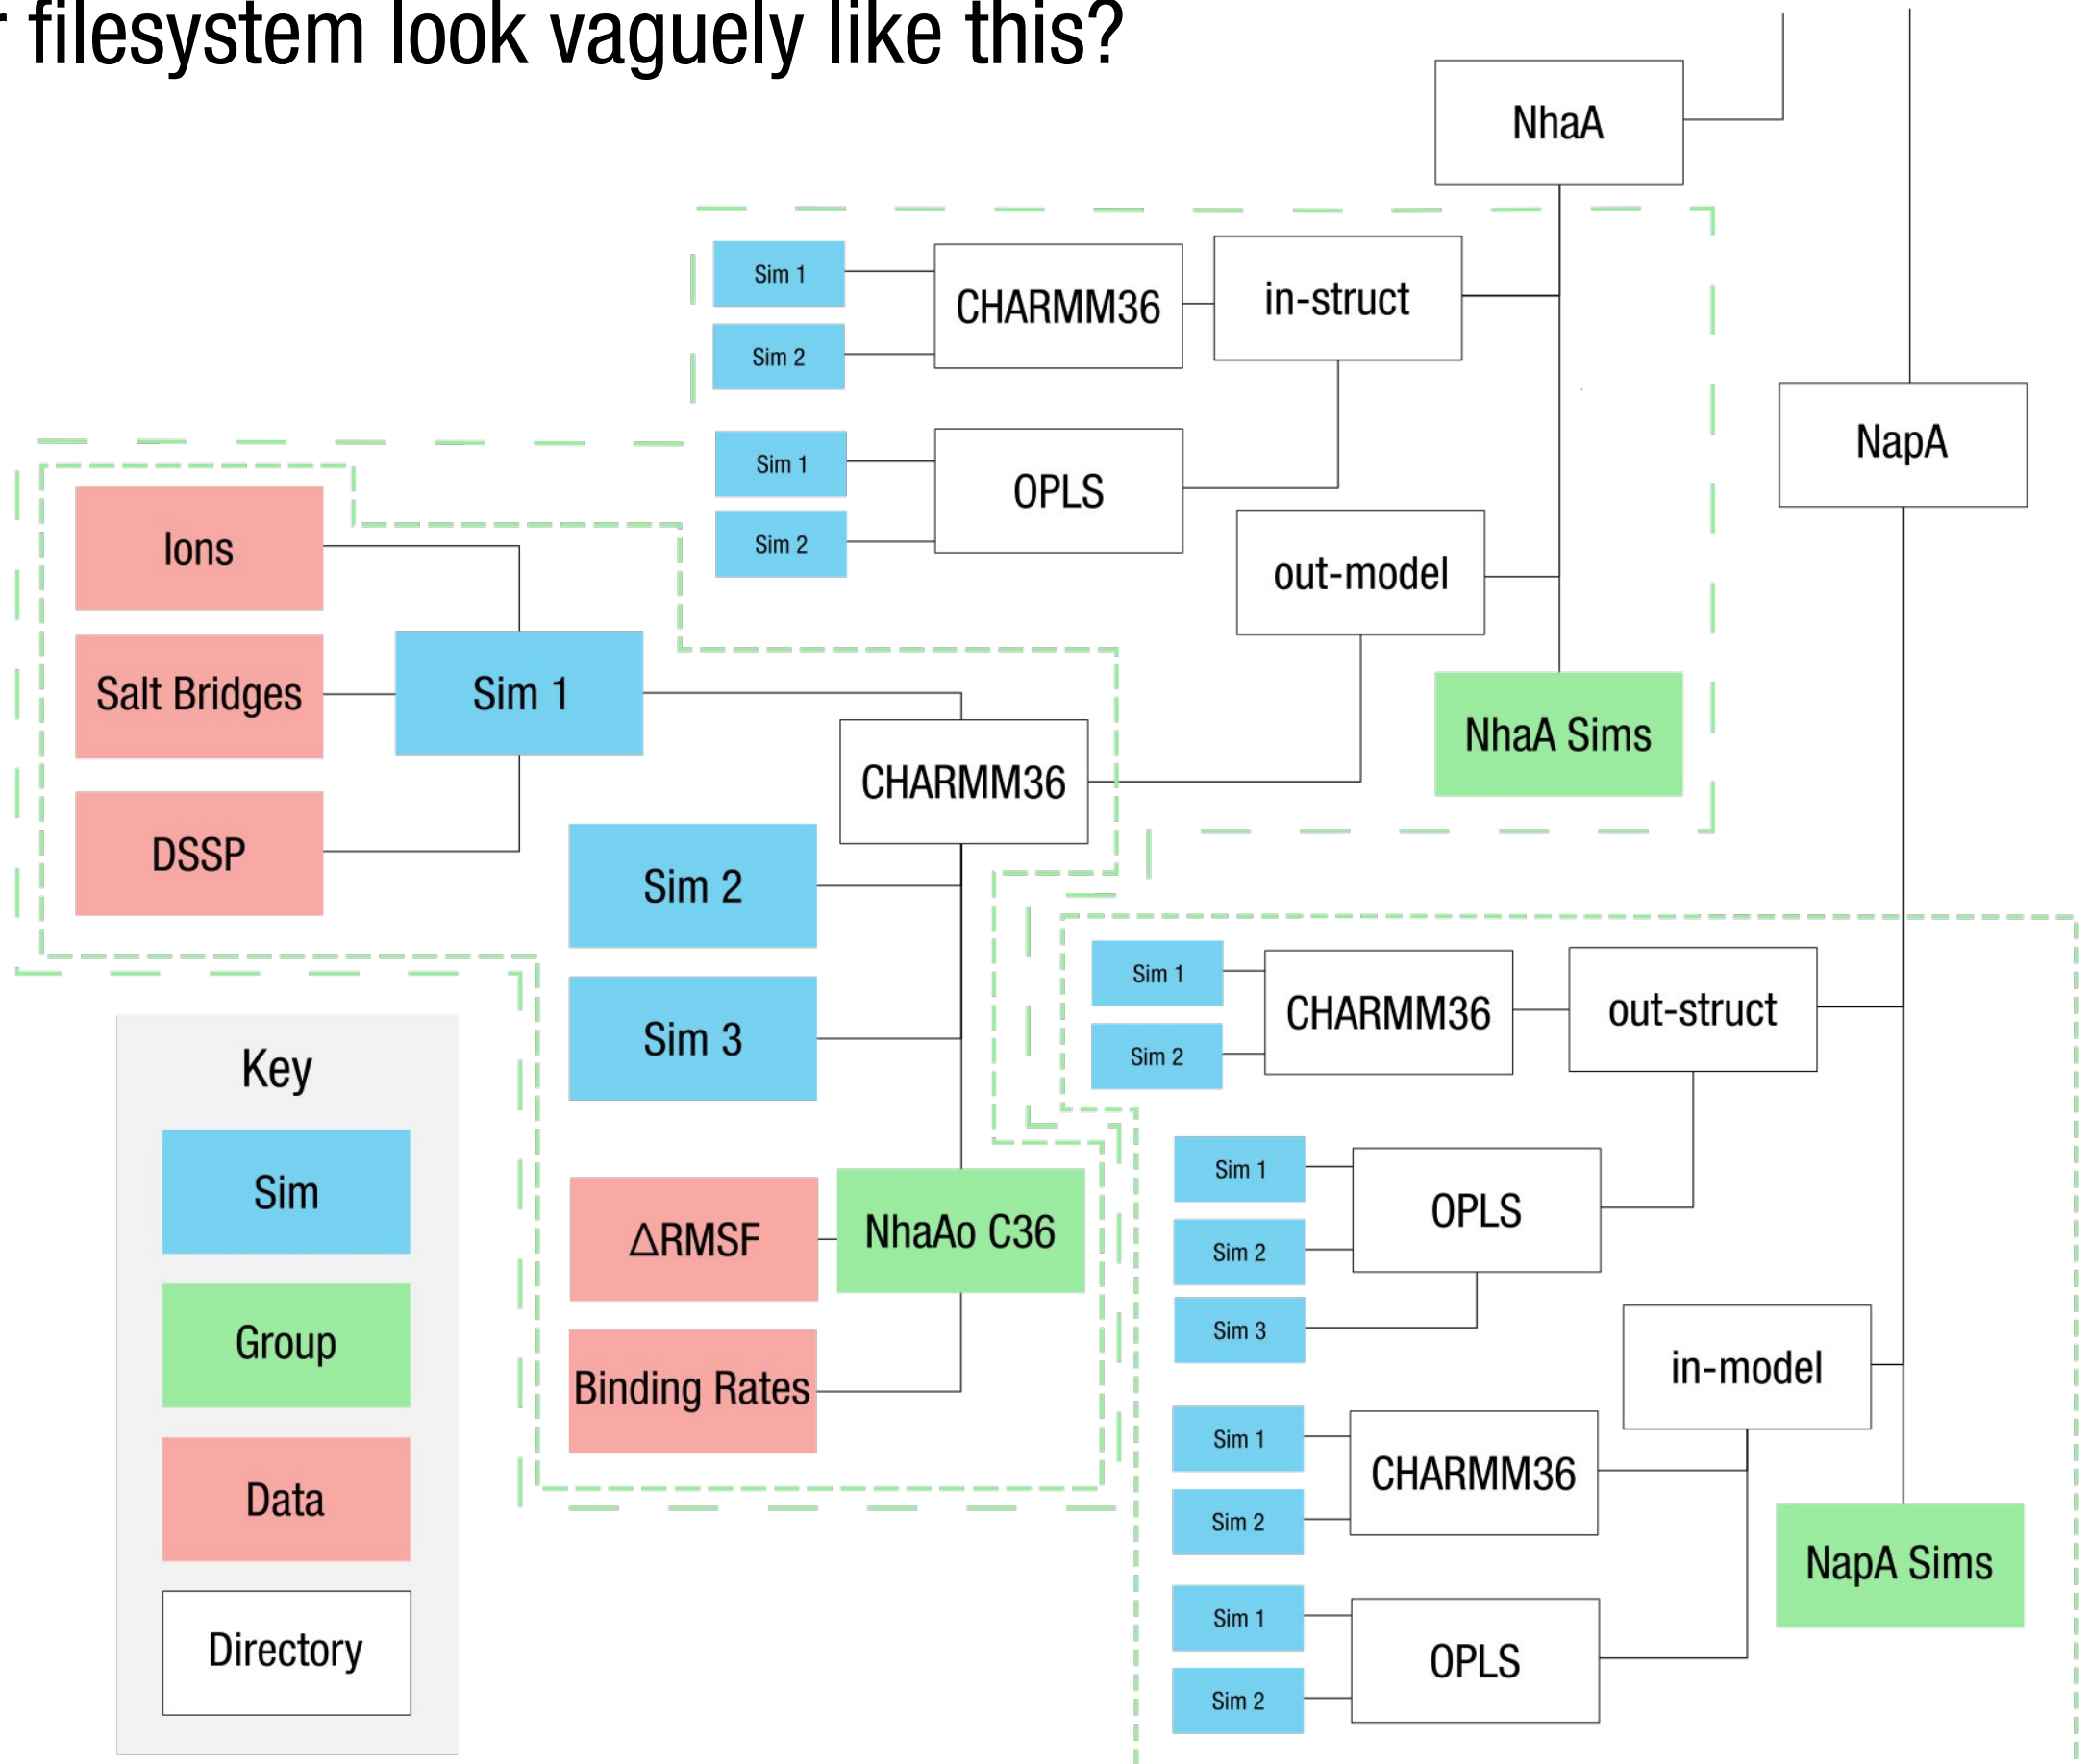 filesystem look vaguely like this?
NhaA
Sim 1
CHARMM36
in-struct
Sim 2
NapA
Sim 1
OPLS
Sim 2
Ions
out-model
Salt Bridges
Sim 1
NhaA Sims
CHARMM36
DSSP
Sim 2
Sim 1
CHARMM36
out-struct
Sim 3
Sim 2
Key
Sim 1
Sim
OPLS
ΔRMSF
NhaAo C36
Sim 2
Sim 3
Group
in-model
Binding Rates
Sim 1
CHARMM36
Data
Sim 2
NapA Sims
Sim 1
Directory
OPLS
Sim 2